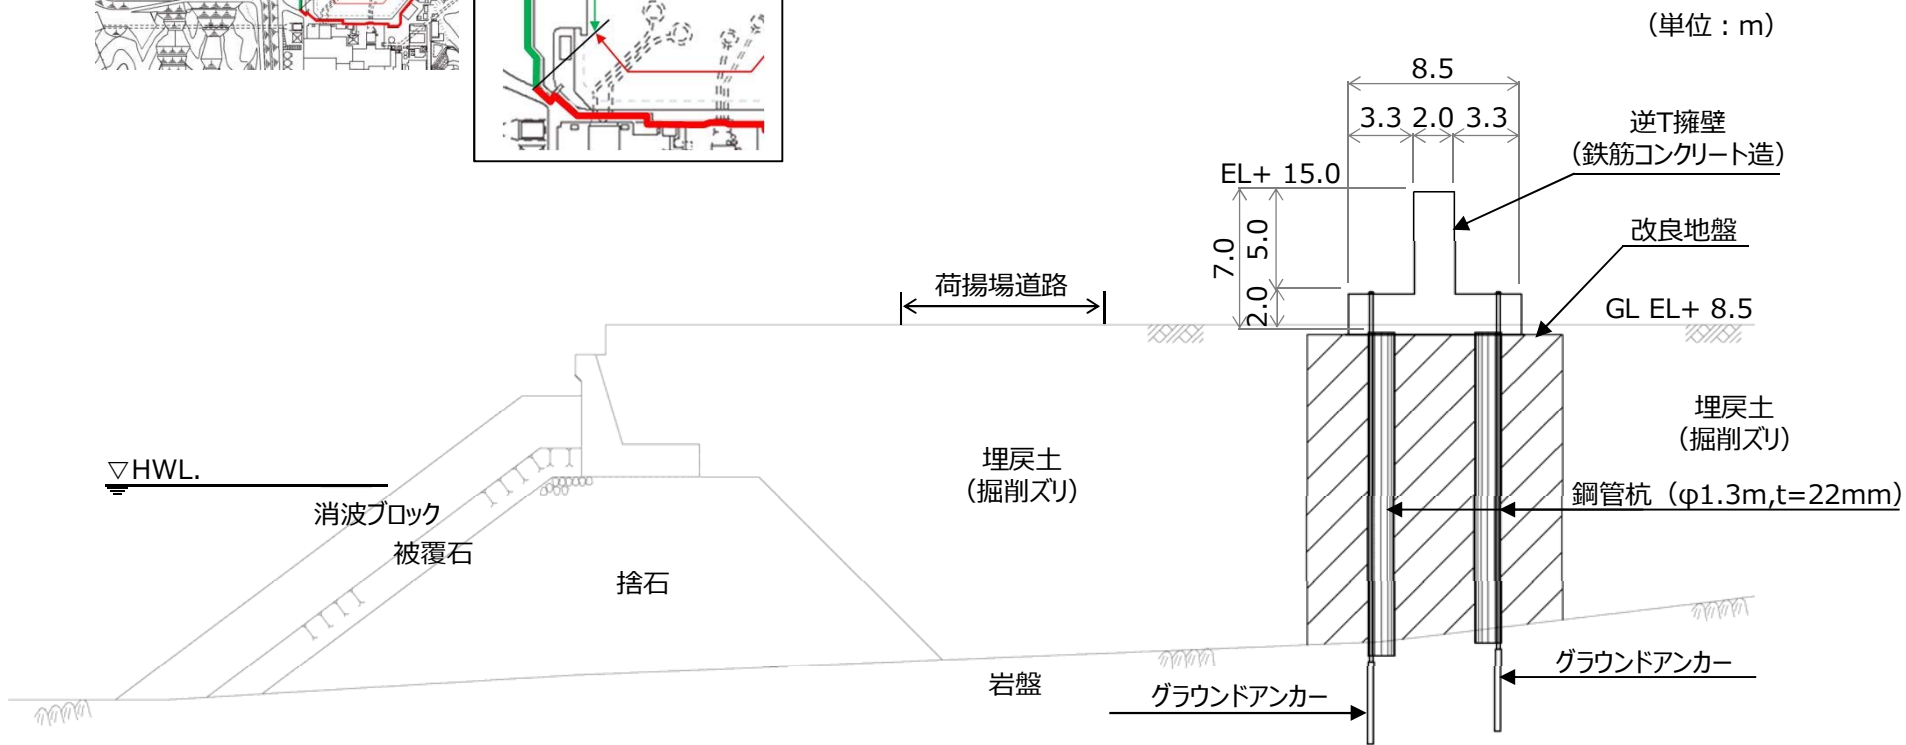 (単位：m)
8.5
3.3 2.0 3.3
逆T擁壁
(鉄筋コンクリート造)
EL+ 15.0
改良地盤
7.0
5.0
2.0
荷揚場道路
GL EL+ 8.5
埋戻土
(掘削ズリ)
▽HWL.
埋戻土
(掘削ズリ)
鋼管杭（φ1.3m,t=22mm）
消波ブロック
被覆石
捨石
グラウンドアンカー
岩盤
グラウンドアンカー